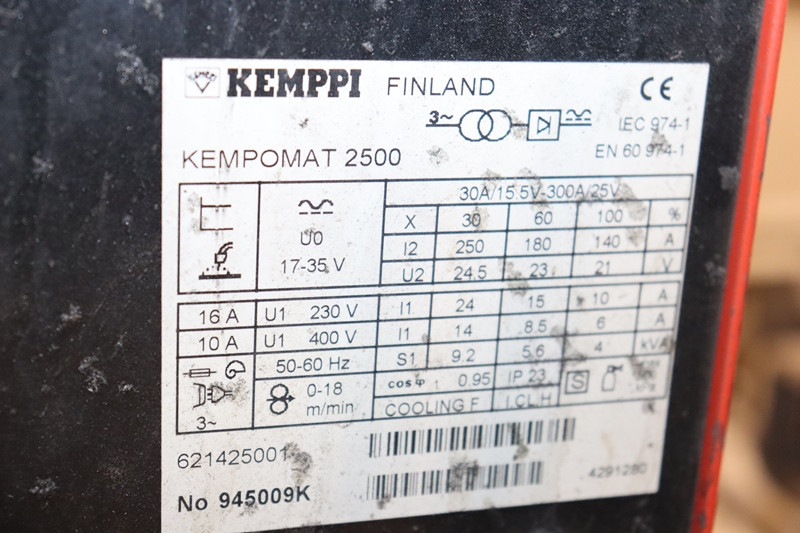 KEMPPI FINLAND CE
3~ IEC 974-1
EN 60 974-1
KEMPOMAT 2500
30A/15.5V-300A/25V
X 30 60 100 %
U0 I2 250 180 140 A
17-35 V U2 24.5 23 21 V
16 A U1 230 V I1 24 15 10 A
10 A U1 400 V I1 14 8.5 6 A
50-60 Hz S1 9.2 5.6 4 kVA
0-18 m/min cos φ 0.95 IP 23 S
3~ COOLING F I.CL.H
621425001
4291280
No 945009K